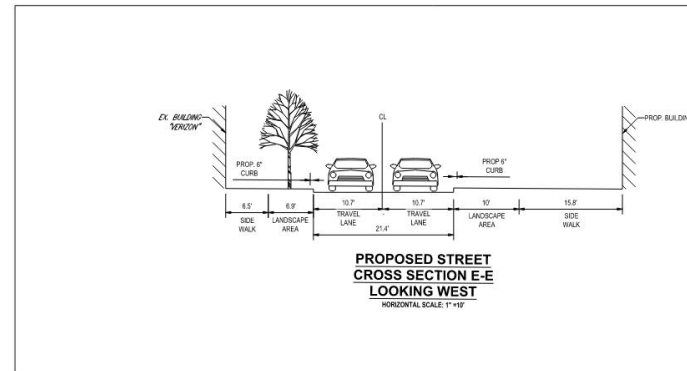 EX. BUILDING
"VERIZON"
CL
PROP. BUILDIN
PROP. 6"
CURB
PROP 6"
CURB
6.5' 6.9' 10.7' 10.7' 10' 15.8'
SIDE
WALK
LANDSCAPE
AREA
TRAVEL
LANE
TRAVEL
LANE
LANDSCAPE
AREA
SIDE
WALK
21.4'
PROPOSED STREET
CROSS SECTION E-E
LOOKING WEST
HORIZONTAL SCALE: 1" =10'